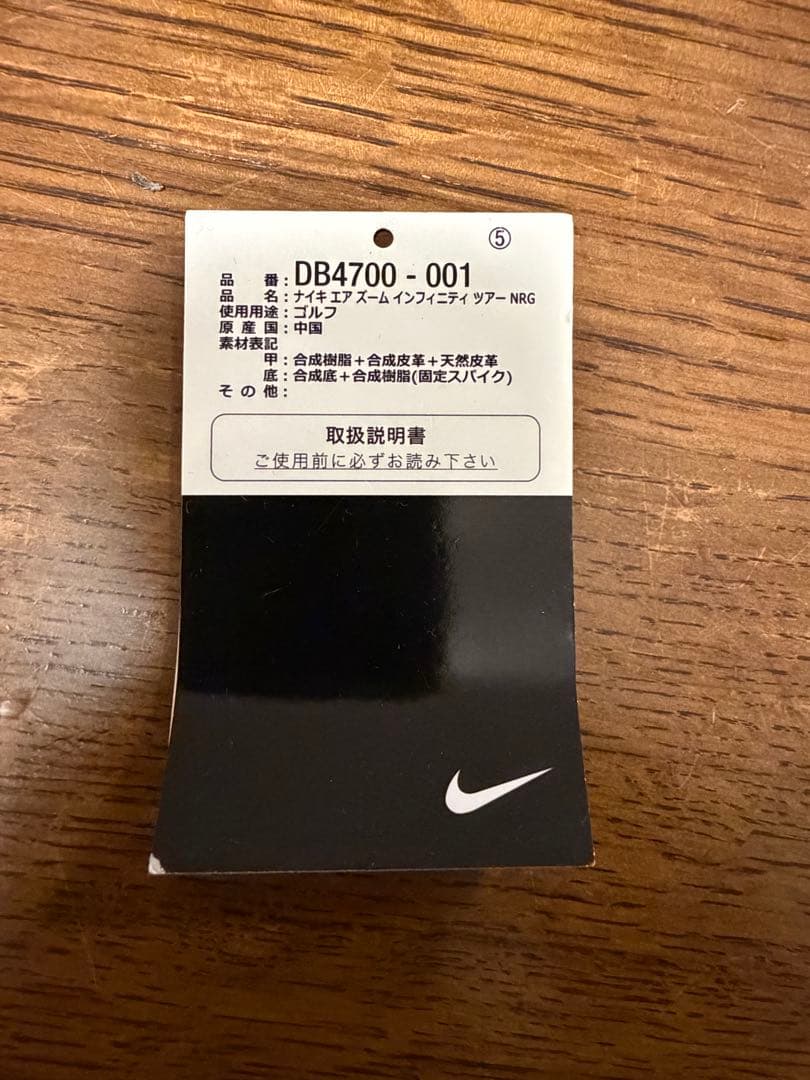 ⑤
品番：DB4700 - 001
品名：ナイキ エア ズーム インフィニティ ツアー NRG
使用用途：ゴルフ
原産国：中国
素材表記
甲：合成樹脂＋合成皮革＋天然皮革
底：合成底＋合成樹脂(固定スパイク)
その他：
取扱説明書
ご使用前に必ずお読み下さい